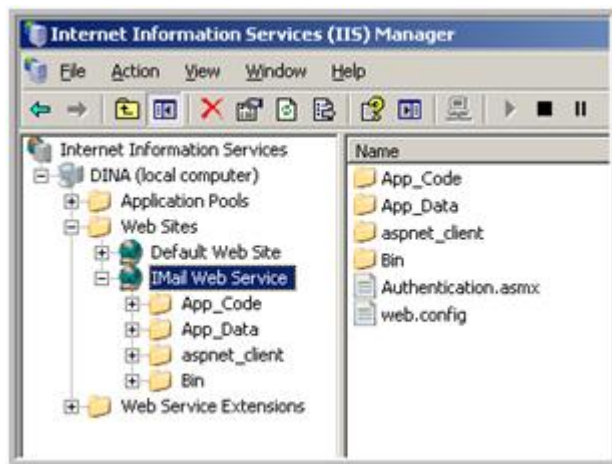 Internet Information Services (IIS) Manager
File Action View Window Help
Internet Information Services
DINA (local computer)
Application Pools
Web Sites
Default Web Site
IMail Web Service
App_Code
App_Data
aspnet_client
Bin
Web Service Extensions
Name
App_Code
App_Data
aspnet_client
Bin
Authentication.asmx
web.config